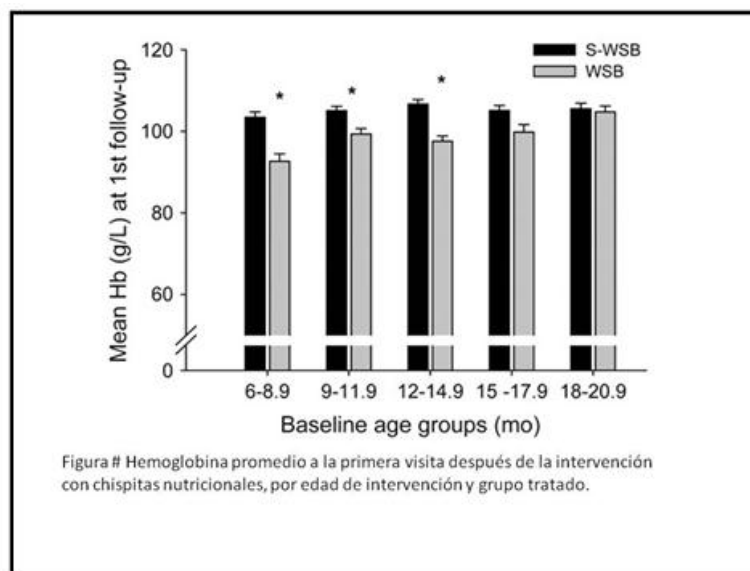 120
100
80
60
0
Mean Hb (g/L) at 1st follow-up
S-WSB
WSB
*
*
*
6-8.9 9-11.9 12-14.9 15 -17.9 18-20.9
Baseline age groups (mo)
Figura # Hemoglobina promedio a la primera visita después de la intervención
con chispitas nutricionales, por edad de intervención y grupo tratado.